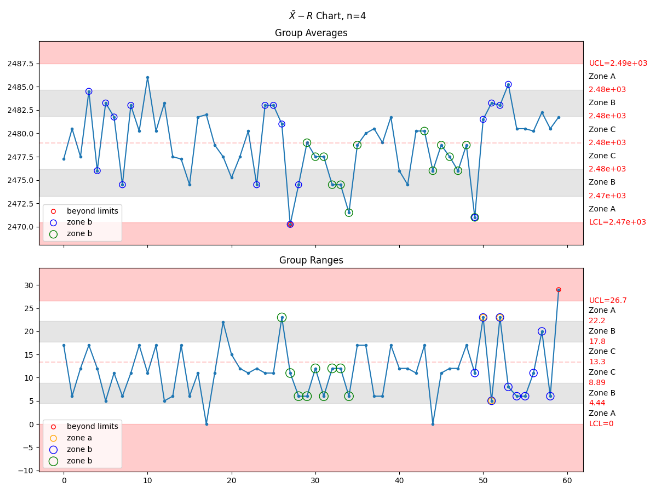 X̄ − R Chart, n=4
Group Averages
2487.5
2485.0
2482.5
2480.0
2477.5
2475.0
2472.5
2470.0
UCL=2.49e+03
Zone A
2.48e+03
Zone B
2.48e+03
Zone C
2.48e+03
Zone C
2.48e+03
Zone B
2.47e+03
Zone A
LCL=2.47e+03
beyond limits
zone b
zone b
Group Ranges
30
25
20
15
10
5
0
−5
−10
UCL=26.7
Zone A
22.2
Zone B
17.8
Zone C
13.3
Zone C
8.89
Zone B
4.44
Zone A
LCL=0
beyond limits
zone a
zone b
zone b
0 10 20 30 40 50 60